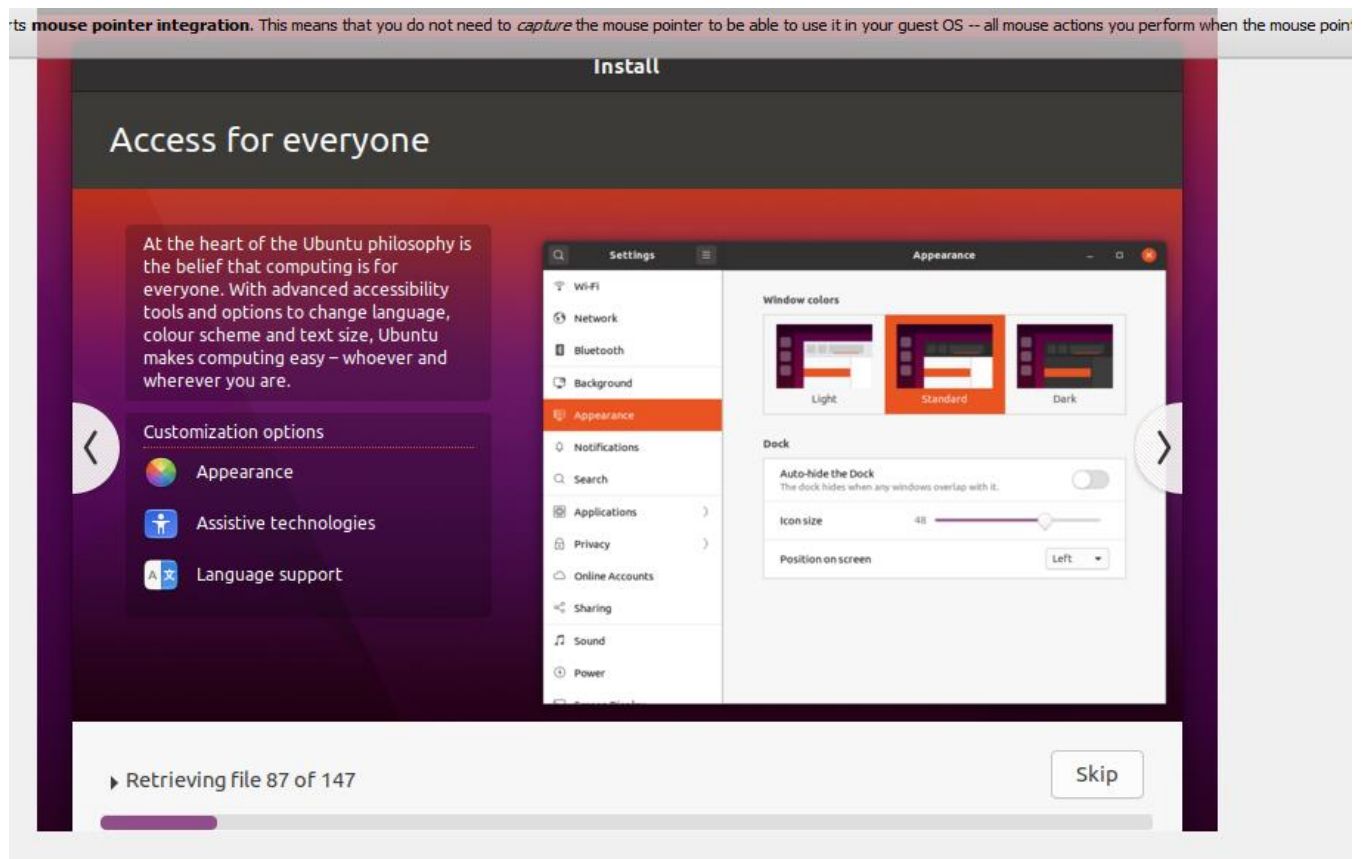 ts mouse pointer integration. This means that you do not need to capture the mouse pointer to be able to use it in your guest OS -- all mouse actions you perform when the mouse poin
Install
Access for everyone
At the heart of the Ubuntu philosophy is
the belief that computing is for
everyone. With advanced accessibility
tools and options to change language,
colour scheme and text size, Ubuntu
makes computing easy – whoever and
wherever you are.
Customization options
Appearance
Assistive technologies
Language support
Settings
Appearance
Wi-Fi
Network
Bluetooth
Background
Appearance
Notifications
Search
Applications
Privacy
Online Accounts
Sharing
Sound
Power
Window colors
Light
Standard
Dark
Dock
Auto-hide the Dock
The dock hides when any windows overlap with it.
Icon size
48
Position on screen
Left
Retrieving file 87 of 147
Skip